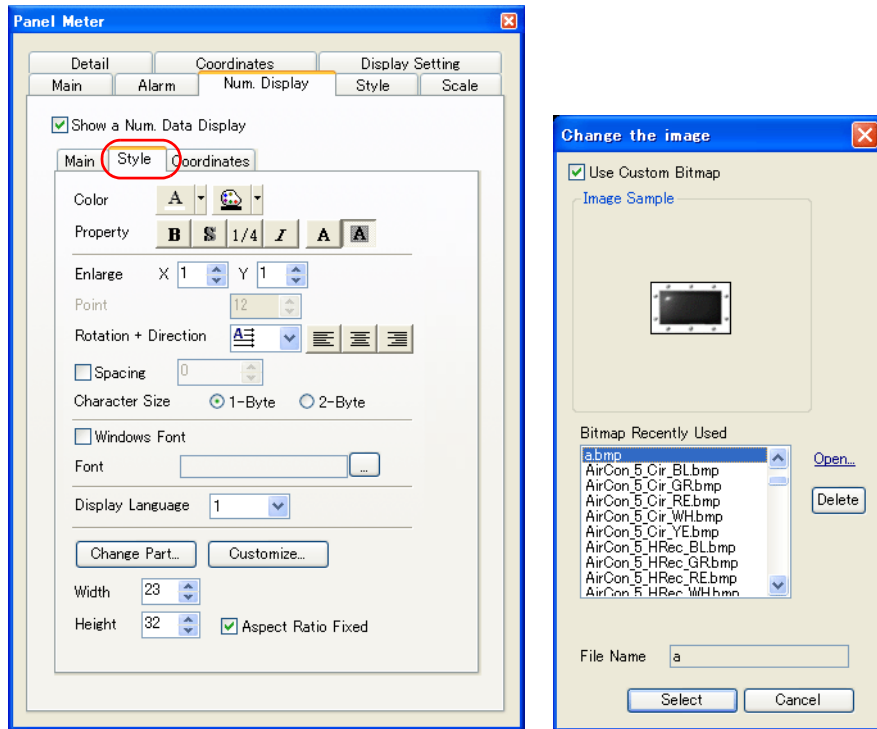 Panel Meter
Detail Coordinates Display Setting
Main Alarm Num. Display Style Scale
Show a Num. Data Display
Main Style Coordinates
Color A
Property B S 1/4 I A A
Enlarge X 1 Y 1
Point 12
Rotation + Direction A
Spacing 0
Character Size 1-Byte 2-Byte
Windows Font
Font ...
Display Language 1
Change Part... Customize...
Width 23
Height 32 Aspect Ratio Fixed
Change the image
Use Custom Bitmap
Image Sample
Bitmap Recently Used
a.bmp
AirCon_5_Cir_BL.bmp
AirCon_5_Cir_GR.bmp
AirCon_5_Cir_RE.bmp
AirCon_5_Cir_WH.bmp
AirCon_5_Cir_YE.bmp
AirCon_5_HRec_BL.bmp
AirCon_5_HRec_GR.bmp
AirCon_5_HRec_RE.bmp
AirCon_5_HRec_WH.bmp
Open...
Delete
File Name a
Select Cancel